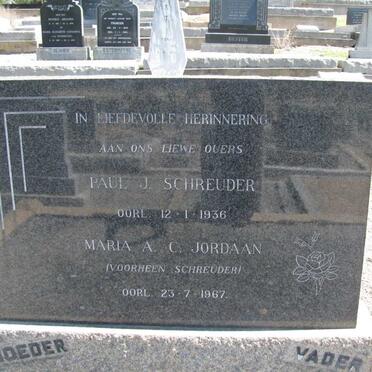 IN LIEFDEVOLLE HERINNERING
AAN ONS LIEWE OUERS
PAUL J. SCHREUDER
OORL. 12-1-1936
MARIA A. C. JORDAAN
(VOORHEEN SCHREUDER)
OORL. 23-7-1967.
MOEDER VADER